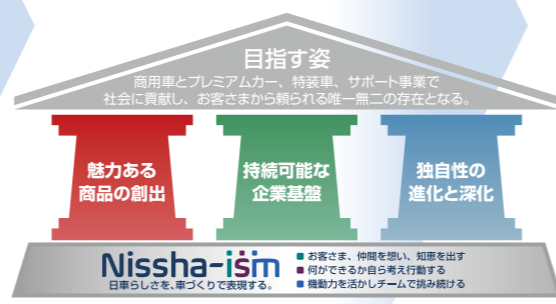 目指す姿
商用車とプレミアムカー、特装車、サポート事業で
社会に貢献し、お客さまから頼られる唯一無二の存在となる。
魅力ある
商品の創出
持続可能な
企業基盤
独自性の
進化と深化
Nissha-ism
日車らしさを、車づくりで表現する。
お客さま、仲間を想い、知恵を出す
何ができるか自ら考え行動する
機動力を活かしチームで挑み続ける